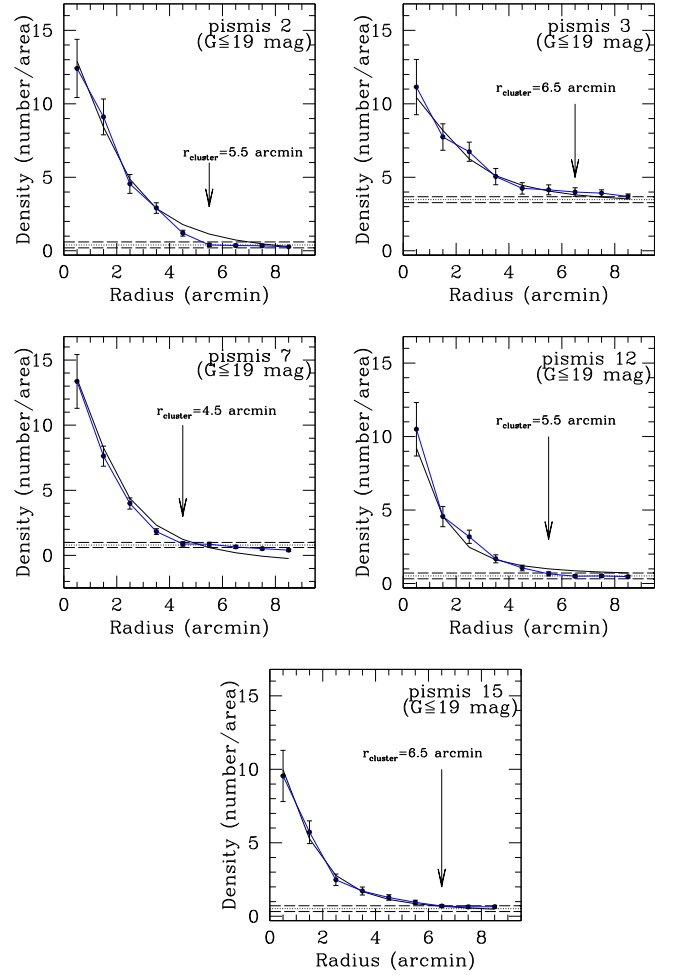 pismis 2
(G≦19 mag)
r_cluster=5.5 arcmin
Density (number/area)
15
10
5
0
0 2 4 6 8
Radius (arcmin)
pismis 3
(G≦19 mag)
r_cluster=6.5 arcmin
Density (number/area)
15
10
5
0
0 2 4 6 8
Radius (arcmin)
pismis 7
(G≦19 mag)
r_cluster=4.5 arcmin
Density (number/area)
15
10
5
0
0 2 4 6 8
Radius (arcmin)
pismis 12
(G≦19 mag)
r_cluster=5.5 arcmin
Density (number/area)
15
10
5
0
0 2 4 6 8
Radius (arcmin)
pismis 15
(G≦19 mag)
r_cluster=6.5 arcmin
Density (number/area)
15
10
5
0
0 2 4 6 8
Radius (arcmin)